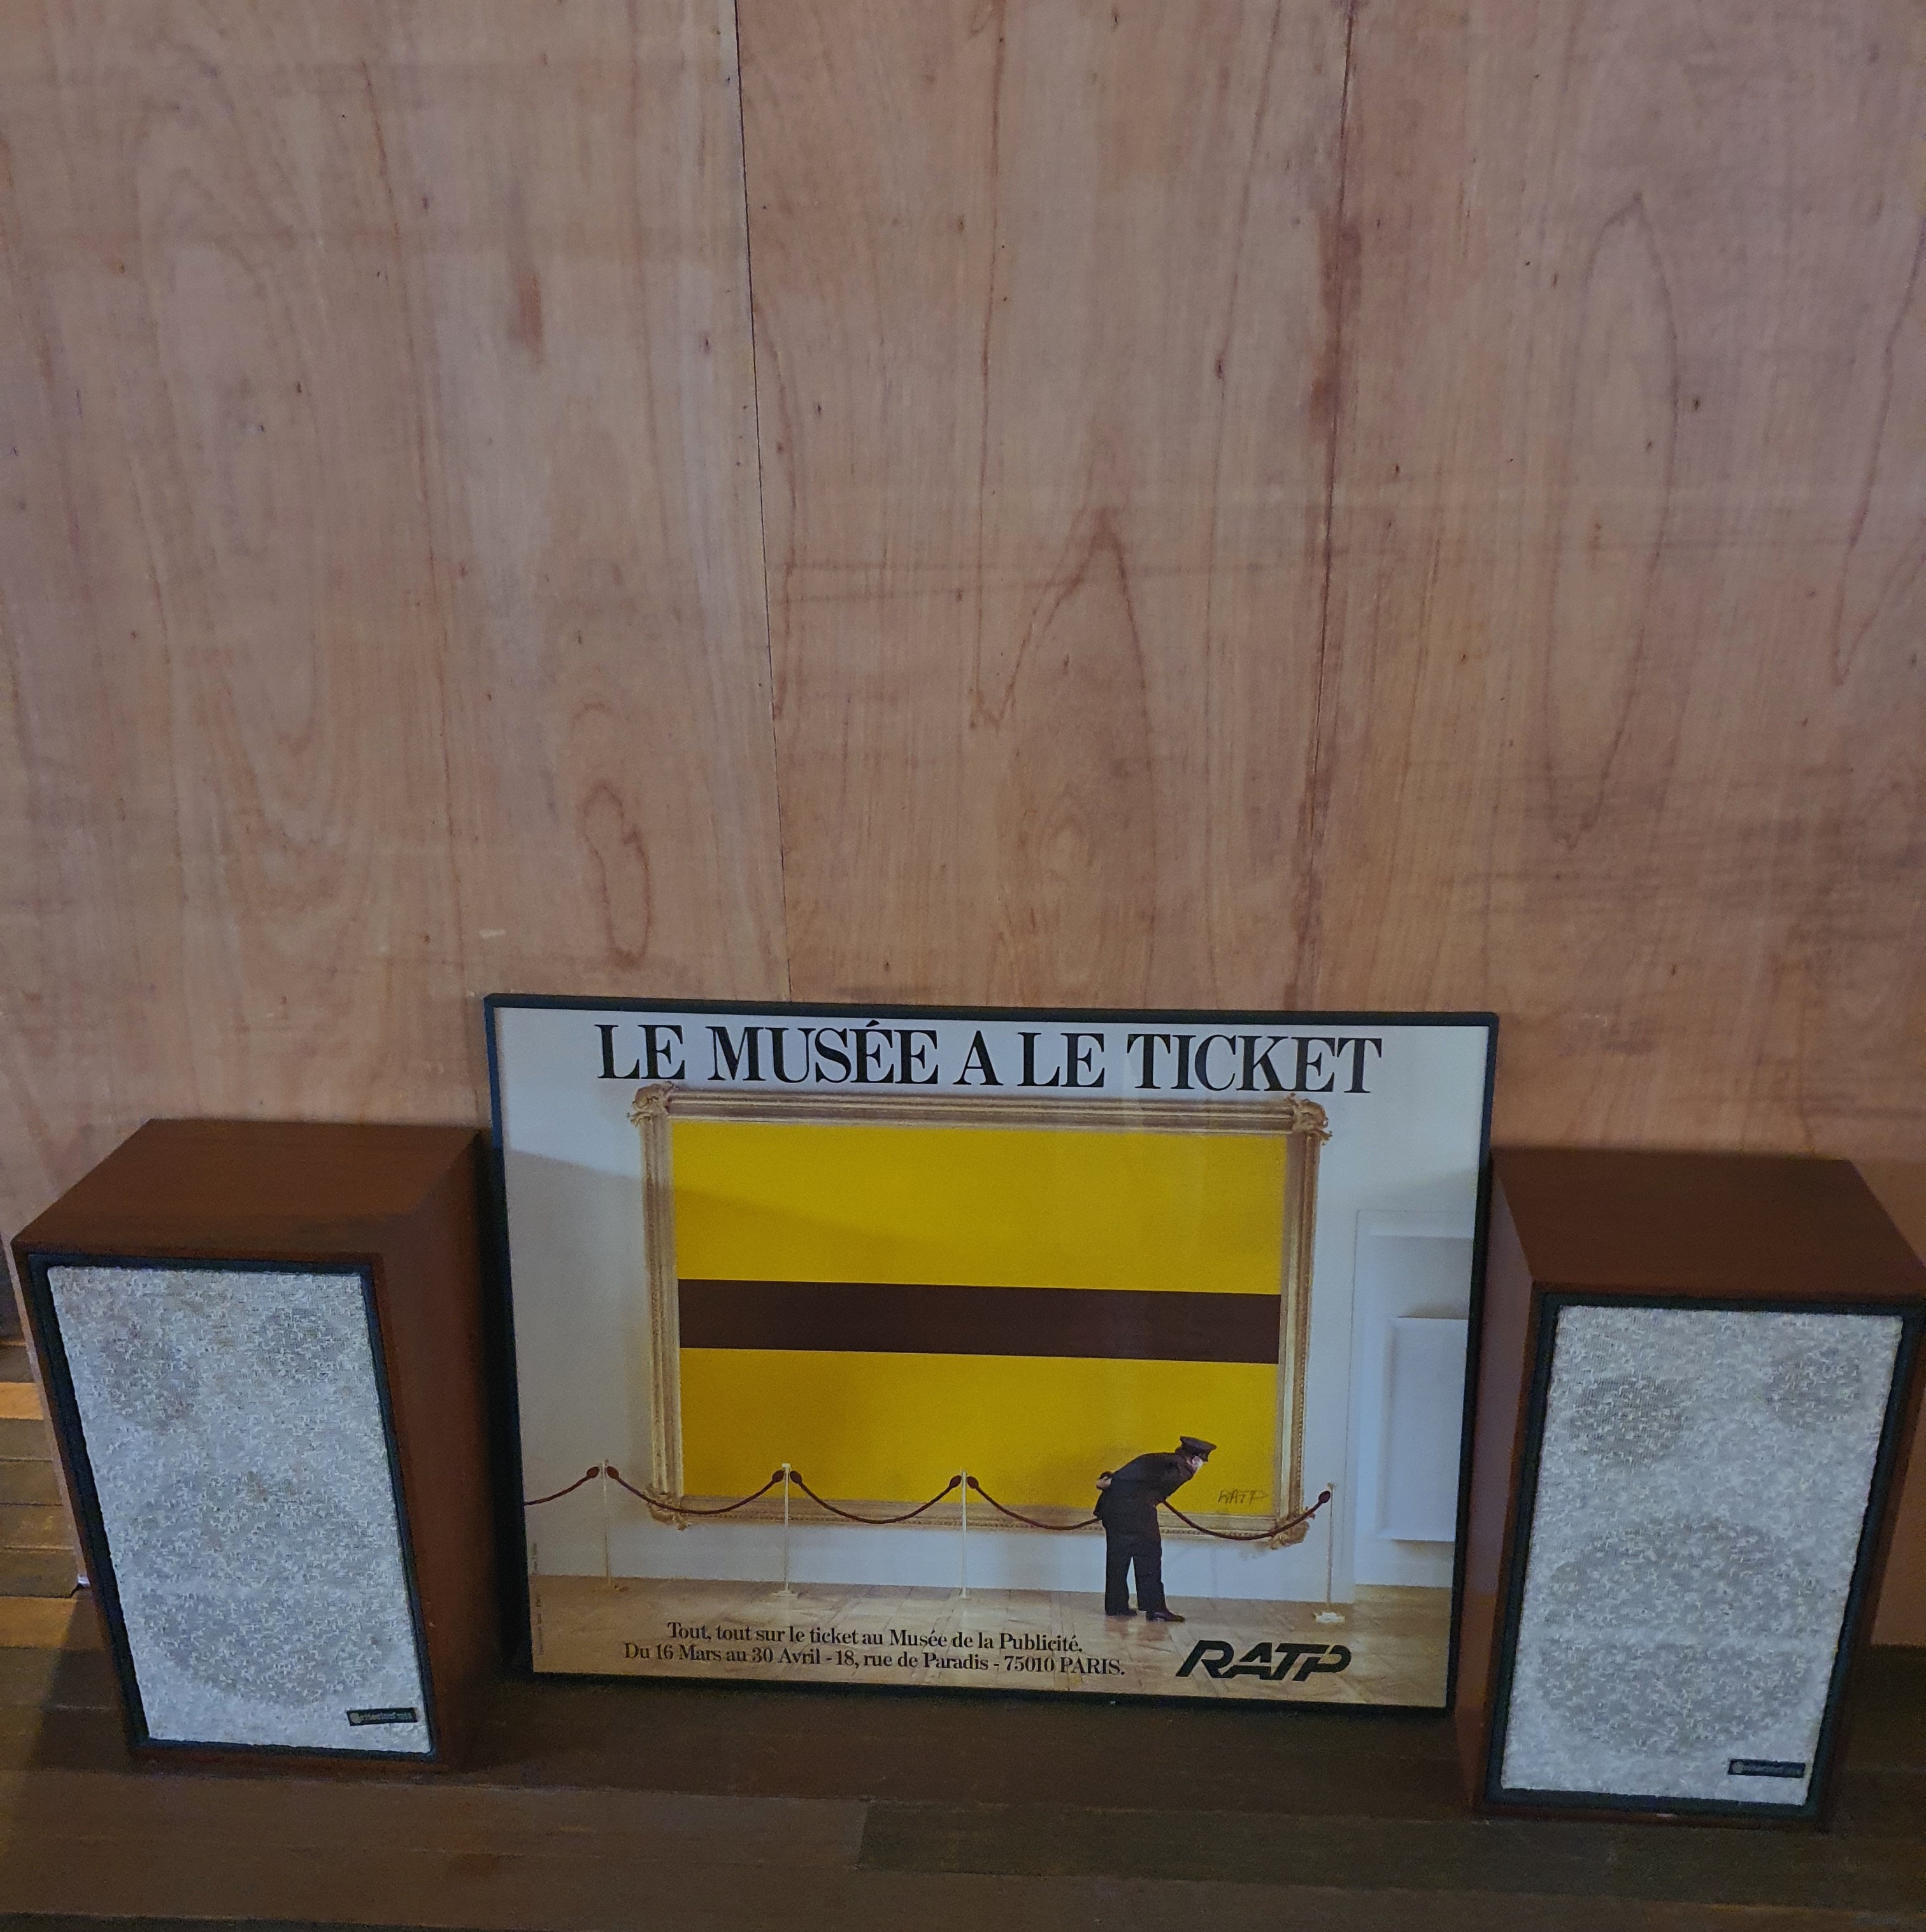 LE MUSÉE A LE TICKET
RATP
Tout, tout sur le ticket au Musée de la Publicité.
Du 16 Mars au 30 Avril - 18, rue de Paradis - 75010 PARIS.
RATP